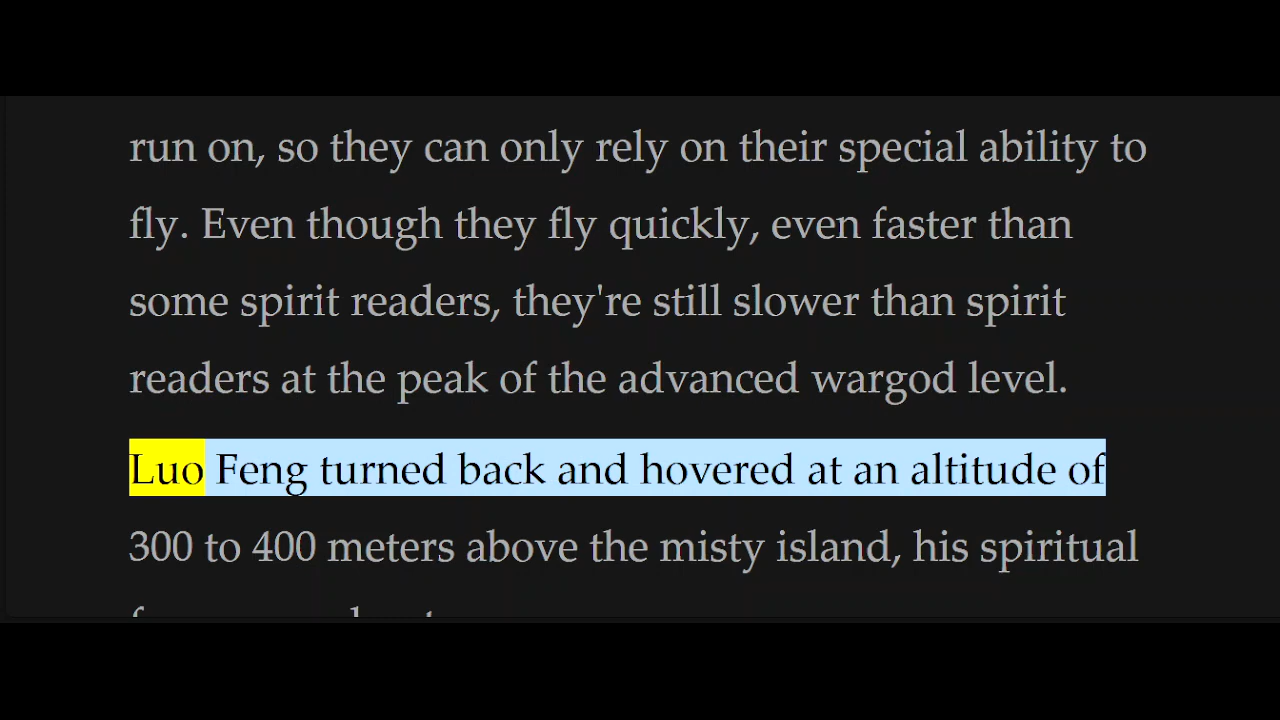 run on, so they can only rely on their special ability to
fly. Even though they fly quickly, even faster than
some spirit readers, they're still slower than spirit
readers at the peak of the advanced wargod level.
Luo Feng turned back and hovered at an altitude of
300 to 400 meters above the misty island, his spiritual